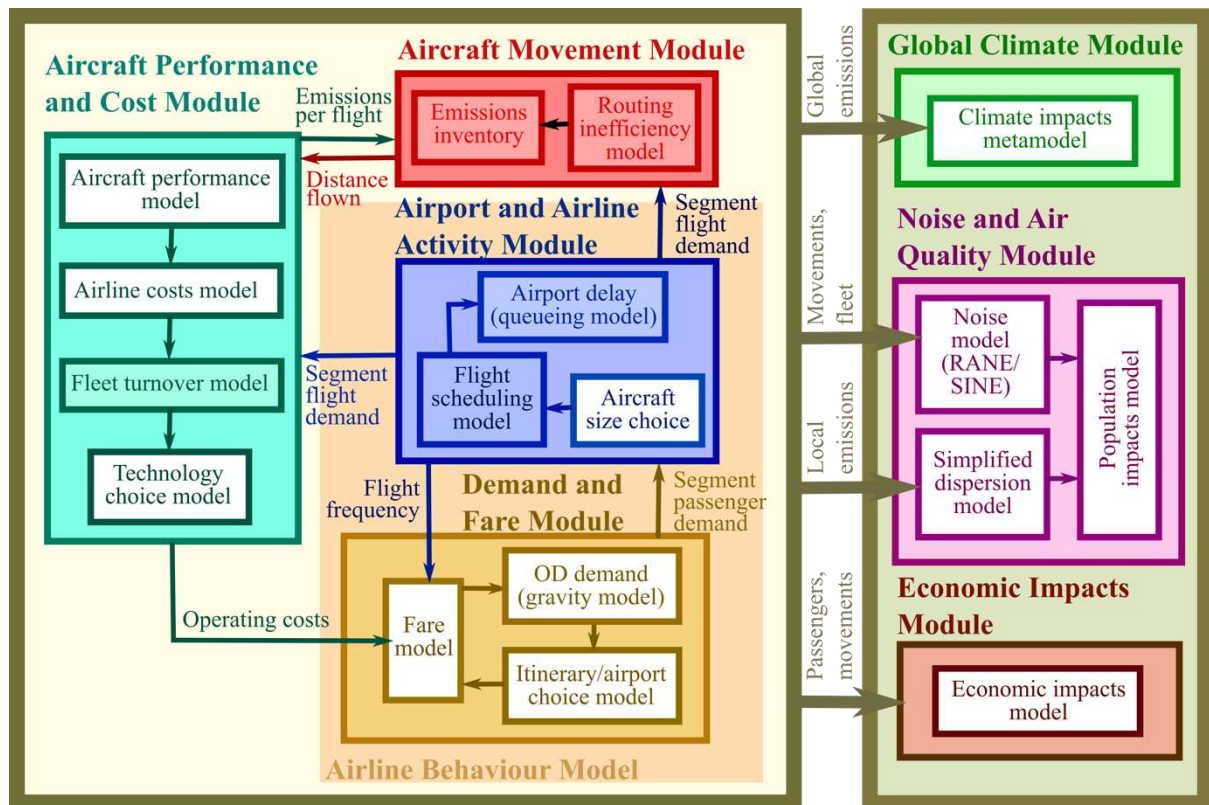 Aircraft Performance
and Cost Module
Emissions
per flight
Distance
flown
Aircraft performance
model
Airline costs model
Fleet turnover model
Technology
choice model
Operating costs
Aircraft Movement Module
Emissions
inventory
Routing
inefficiency
model
Airport and Airline
Activity Module
Segment
flight
demand
Airport delay
(queueing model)
Flight
scheduling
model
Aircraft
size choice
Segment
flight
demand
Flight
frequency
Demand and
Fare Module
Segment
passenger
demand
Fare
model
OD demand
(gravity model)
Itinerary/airport
choice model
Airline Behaviour Model
Global
emissions
Movements,
fleet
Local
emissions
Passengers,
movements
Global Climate Module
Climate impacts
metamodel
Noise and Air
Quality Module
Noise
model
(RANE/
SINE)
Simplified
dispersion
model
Population
impacts model
Economic Impacts
Module
Economic impacts
model